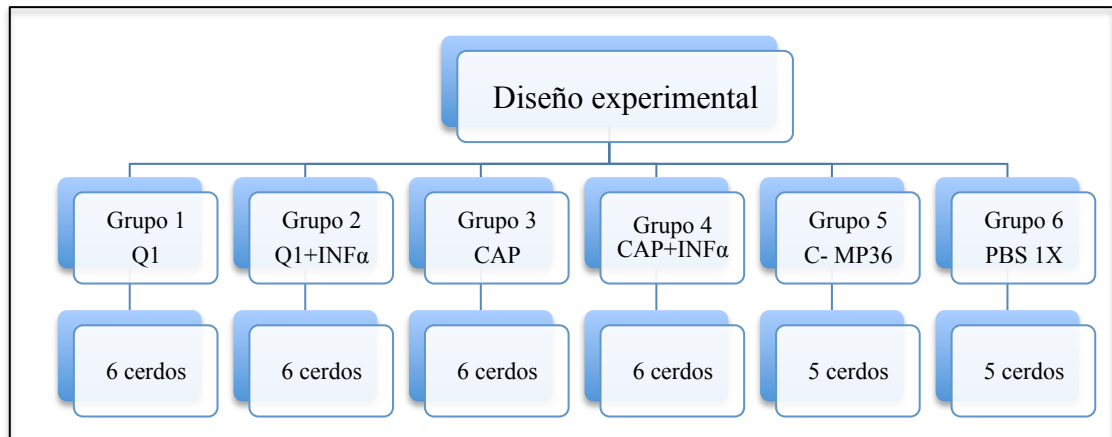 Diseño experimental
Grupo 1
Q1
Grupo 2
Q1+INFα
Grupo 3
CAP
Grupo 4
CAP+INFα
Grupo 5
C- MP36
Grupo 6
PBS 1X
6 cerdos
6 cerdos
6 cerdos
6 cerdos
5 cerdos
5 cerdos